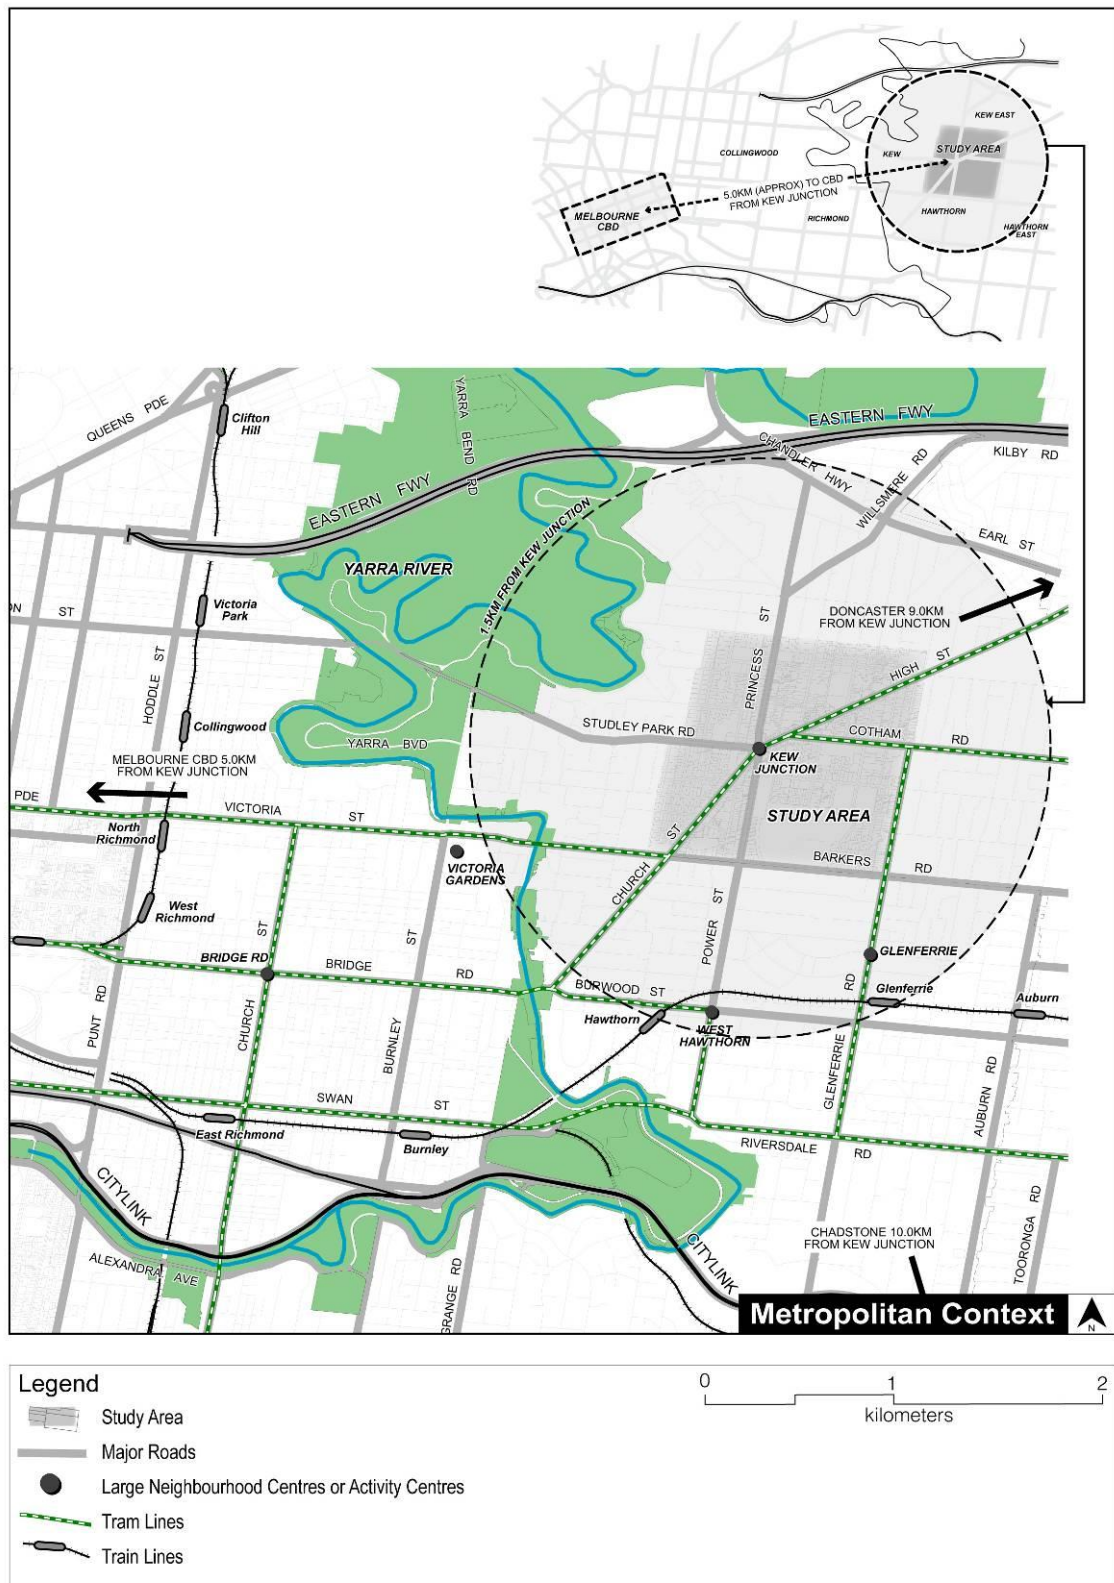 KEW EAST
COLLINGWOOD
KEW
STUDY AREA
5.0KM (APPROX) TO CBD
FROM KEW JUNCTION
MELBOURNE
CBD
RICHMOND
HAWTHORN
HAWTHORN
EAST
QUEENS PDE
Clifton
Hill
YARRA BEND RD
EASTERN FWY
CHANDLER HWY
WILLSMERE RD
KILBY RD
EASTERN FWY
EARL ST
YARRA RIVER
1.5KM FROM KEW JUNCTION
ON ST
Victoria
Park
HODDLE ST
DONCASTER 9.0KM
FROM KEW JUNCTION
PRINCESS ST
HIGH ST
Collingwood
YARRA BVD
STUDLEY PARK RD
COTHAM RD
KEW
JUNCTION
MELBOURNE CBD 5.0KM
FROM KEW JUNCTION
PDE
VICTORIA ST
STUDY AREA
North
Richmond
VICTORIA
GARDENS
CHURCH ST
BARKERS RD
West
Richmond
POWER ST
BRIDGE RD
BRIDGE RD
GLENFERRIE
BURWOOD ST
Glenferrie
Auburn
Hawthorn
WEST
HAWTHORN
PUNT RD
CHURCH ST
BURNLEY ST
GLENFERRIE RD
AUBURN RD
SWAN ST
East Richmond
Burnley
RIVERSDALE RD
CITYLINK
ALEXANDRA AVE
GRANGE RD
CITYLINK
CHADSTONE 10.0KM
FROM KEW JUNCTION
TOORONGA RD
Metropolitan Context
N
Legend
Study Area
Major Roads
Large Neighbourhood Centres or Activity Centres
Tram Lines
Train Lines
0 1 2
kilometers